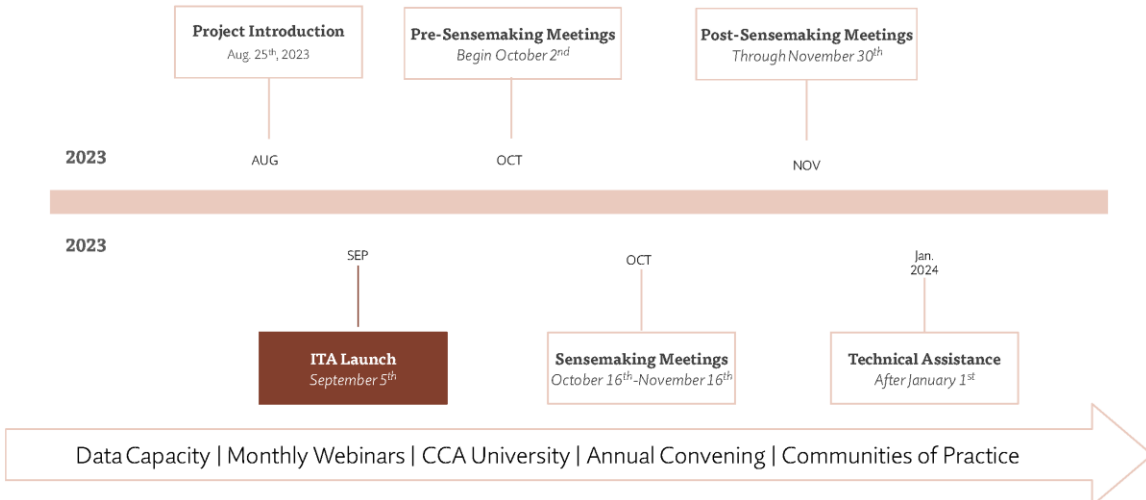 Project Introduction
Aug. 25th, 2023
Pre-Sensemaking Meetings
Begin October 2nd
Post-Sensemaking Meetings
Through November 30th
2023
AUG
OCT
NOV
2023
SEP
OCT
Jan.
2024
ITA Launch
September 5th
Sensemaking Meetings
October 16th-November 16th
Technical Assistance
After January 1st
Data Capacity | Monthly Webinars | CCA University | Annual Convening | Communities of Practice